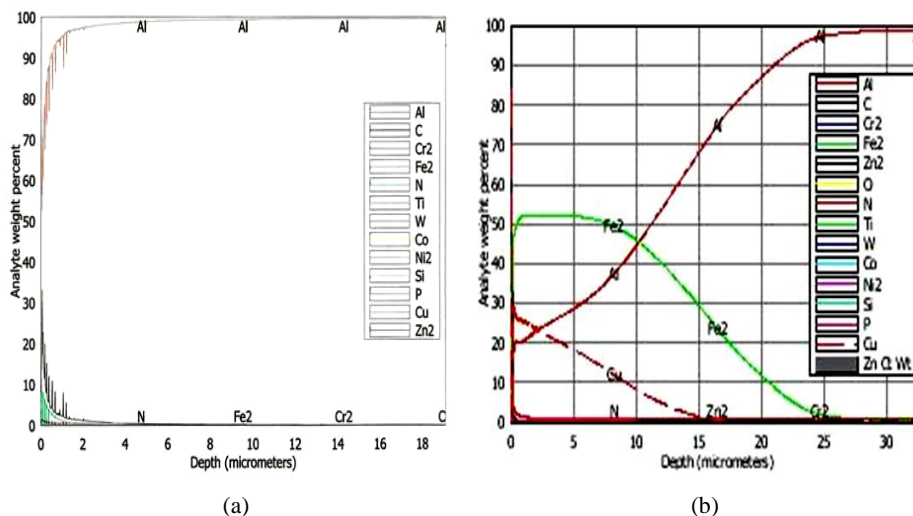 100
90
80
70
60
50
40
30
20
10
0
Analyte weight percent
Al Al Al Al
Al
C
Cr2
Fe2
N
Ti
W
Co
Ni2
Si
P
Cu
Zn2
N Fe2 Cr2 C
0 2 4 6 8 10 12 14 16 18
Depth (micrometers)
(a)
100
90
80
70
60
50
40
30
20
10
0
Analyte weight percent
Al
Al
Al
Fe2
Fe2
Cu
N Zn2 Cr2
Al
C
Cr2
Fe2
Zn2
O
N
Ti
W
Co
Ni2
Si
P
Cu
Zn Ct Wt
0 5 10 15 20 25 30
Depth (micrometers)
(b)